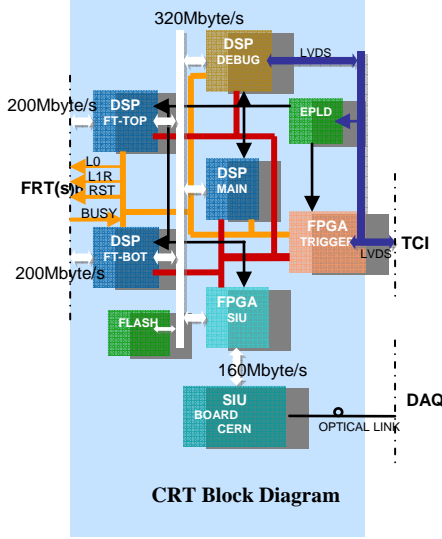 320Mbyte/s
DSP
DEBUG
LVDS
200Mbyte/s
DSP
FT-TOP
EPLD
L0
L1R
FRT(s)
RST
BUSY
DSP
MAIN
FPGA
TRIGGER
TCI
LVDS
DSP
FT-BOT
200Mbyte/s
FPGA
SIU
FLASH
160Mbyte/s
SIU
BOARD
CERN
DAQ
OPTICAL LINK
CRT Block Diagram